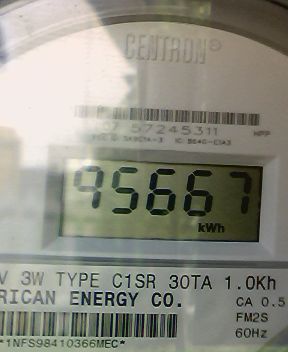 CENTRON®
57245311
95667
kWh
V 3W TYPE C1SR 30TA 1.0Kh
RICAN ENERGY CO. CA 0.5
FM2S
*1NFS98410366MEC* 60Hz